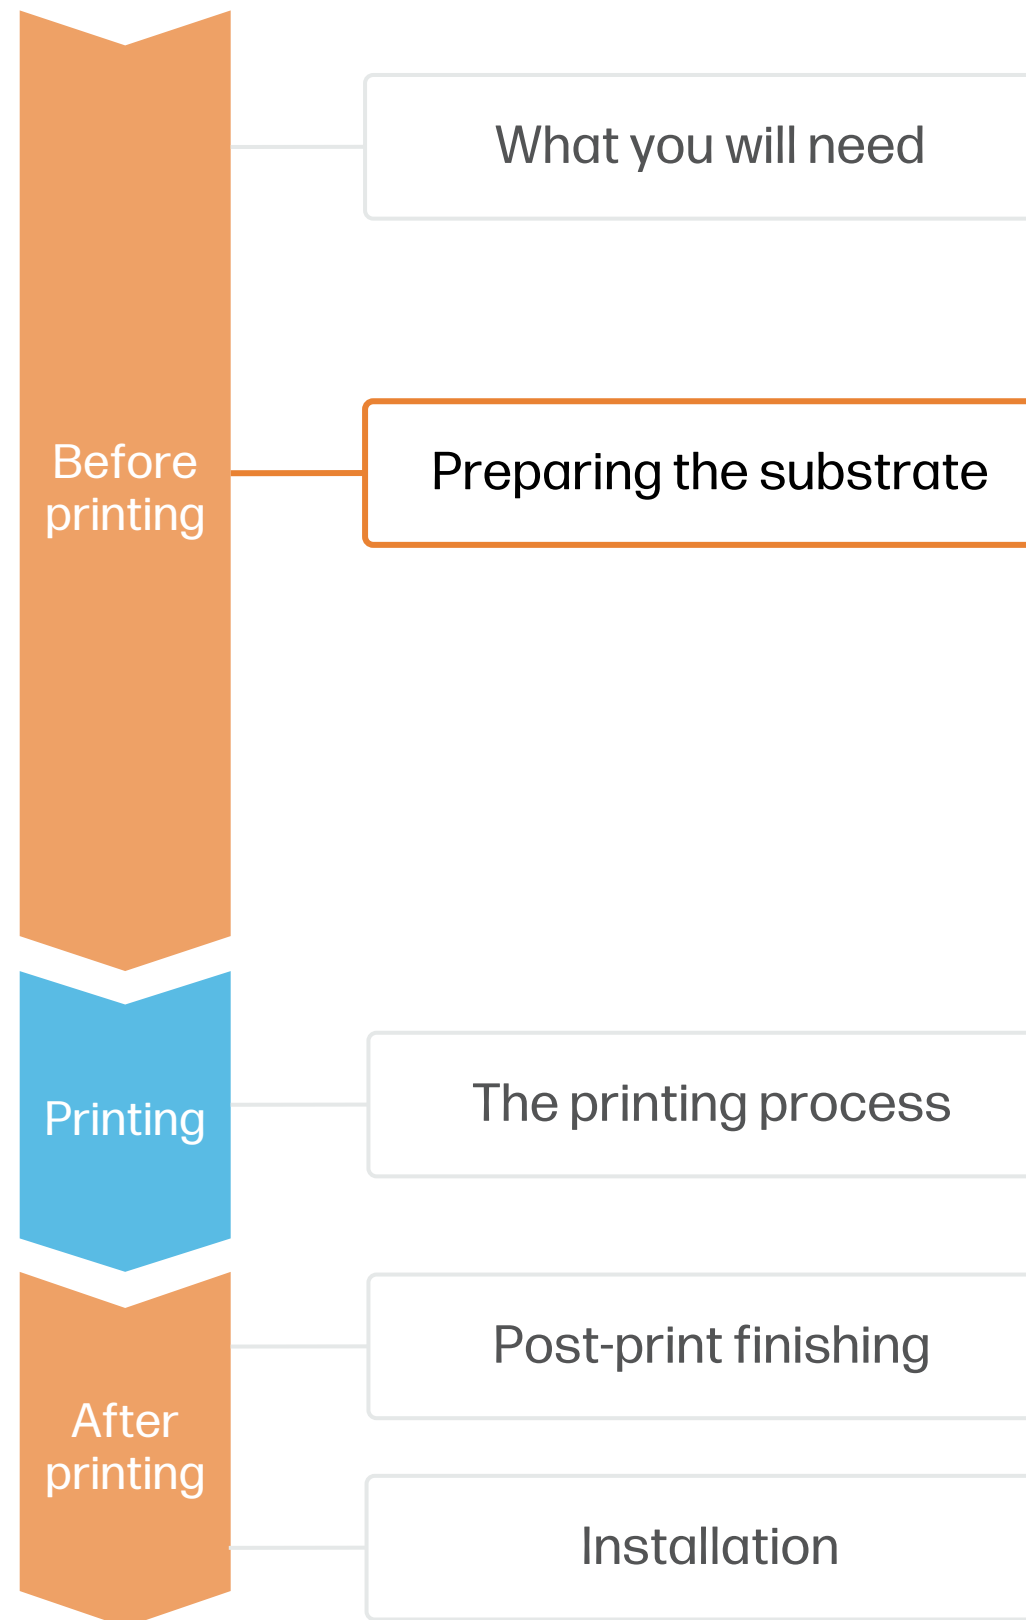 What you will need
Before
printing
Preparing the substrate
Printing
The printing process
After
printing
Post-print finishing
Installation